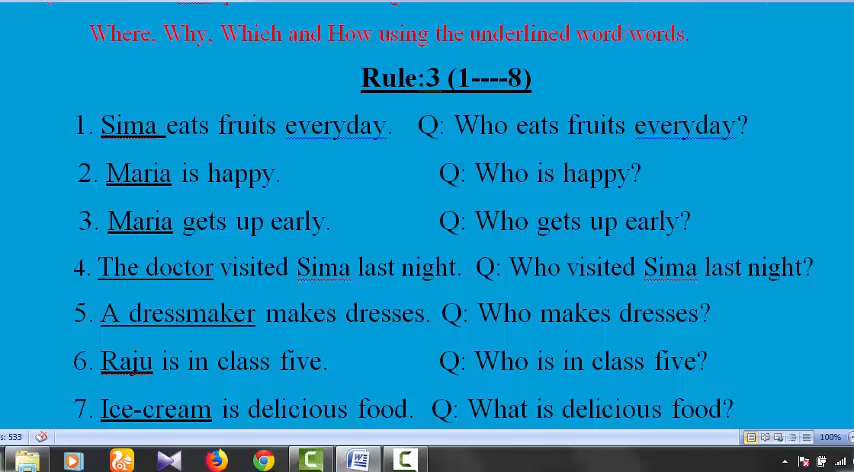 Where, Why, Which and How using the underlined word/words.
Rule:3 (1----8)
1. Sima eats fruits everyday. Q: Who eats fruits everyday?
2. Maria is happy. Q: Who is happy?
3. Maria gets up early. Q: Who gets up early?
4. The doctor visited Sima last night. Q: Who visited Sima last night?
5. A dressmaker makes dresses. Q: Who makes dresses?
6. Raju is in class five. Q: Who is in class five?
7. Ice-cream is delicious food. Q: What is delicious food?
s: 533 100%